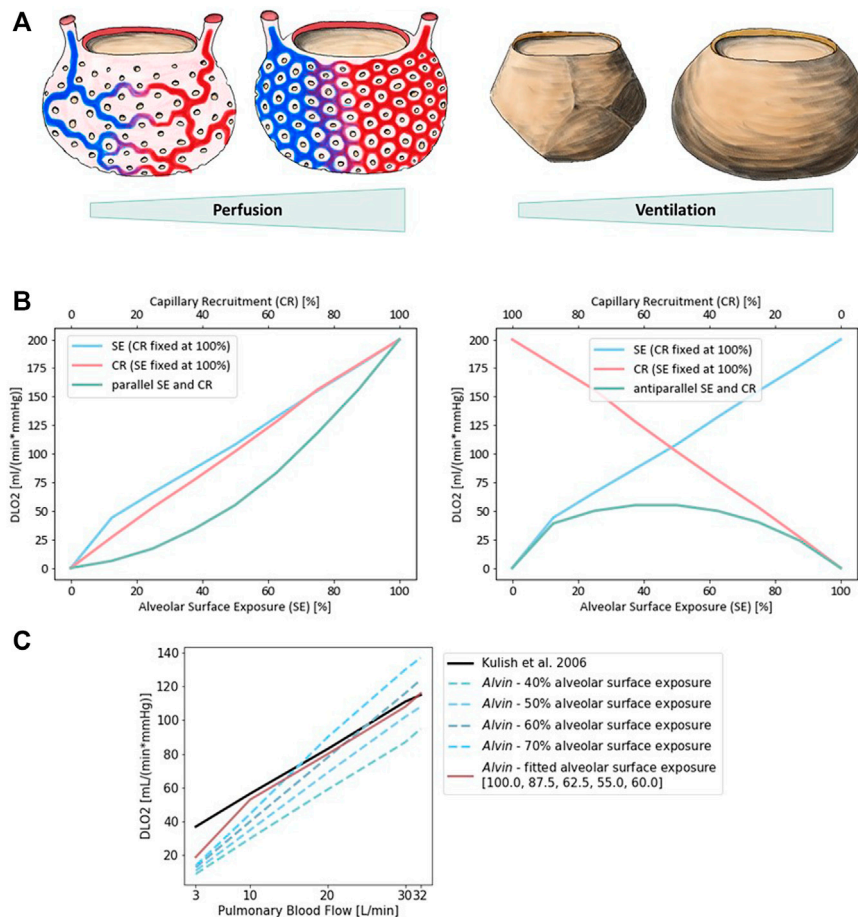 A
Perfusion
Ventilation
B
Capillary Recruitment (CR) [%]
0 20 40 60 80 100
200
175
150
125
100
75
50
25
0
DLO2 [ml/(min*mmHg)]
SE (CR fixed at 100%)
CR (SE fixed at 100%)
parallel SE and CR
0 20 40 60 80 100
Alveolar Surface Exposure (SE) [%]
Capillary Recruitment (CR) [%]
100 80 60 40 20 0
200
175
150
125
100
75
50
25
0
DLO2 [ml/(min*mmHg)]
SE (CR fixed at 100%)
CR (SE fixed at 100%)
antiparallel SE and CR
0 20 40 60 80 100
Alveolar Surface Exposure (SE) [%]
C
140
120
100
80
60
40
20
DLO2 [mL/(min*mmHg)]
3 10 20 30 32
Pulmonary Blood Flow [L/min]
Kulish et al. 2006
Alvin - 40% alveolar surface exposure
Alvin - 50% alveolar surface exposure
Alvin - 60% alveolar surface exposure
Alvin - 70% alveolar surface exposure
Alvin - fitted alveolar surface exposure
[100.0, 87.5, 62.5, 55.0, 60.0]